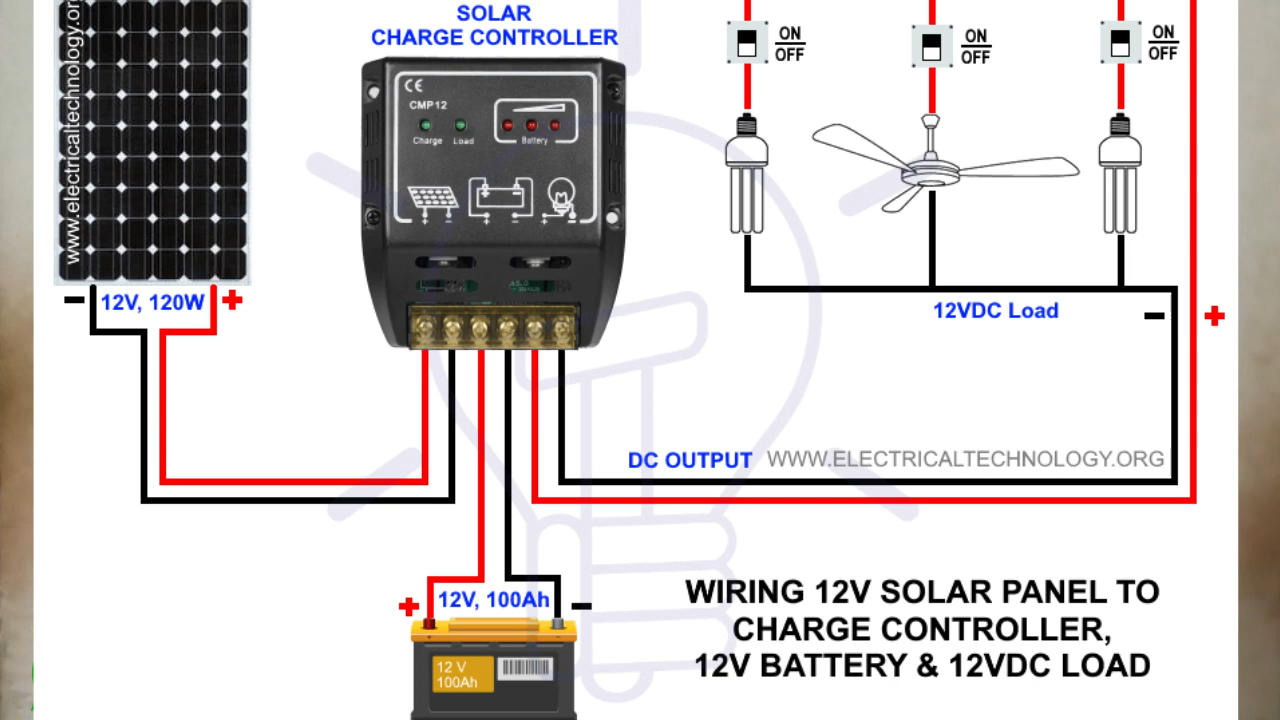 www.electricaltechnology.org
SOLAR
CHARGE CONTROLLER
CMP12
Charge
Load
Battery
+ − + − + −
ON
OFF
ON
OFF
ON
OFF
− 12V, 120W +
12VDC Load
− +
DC OUTPUT
WWW.ELECTRICALTECHNOLOGY.ORG
+ 12V, 100Ah −
12 V
100Ah
WIRING 12V SOLAR PANEL TO
CHARGE CONTROLLER,
12V BATTERY & 12VDC LOAD